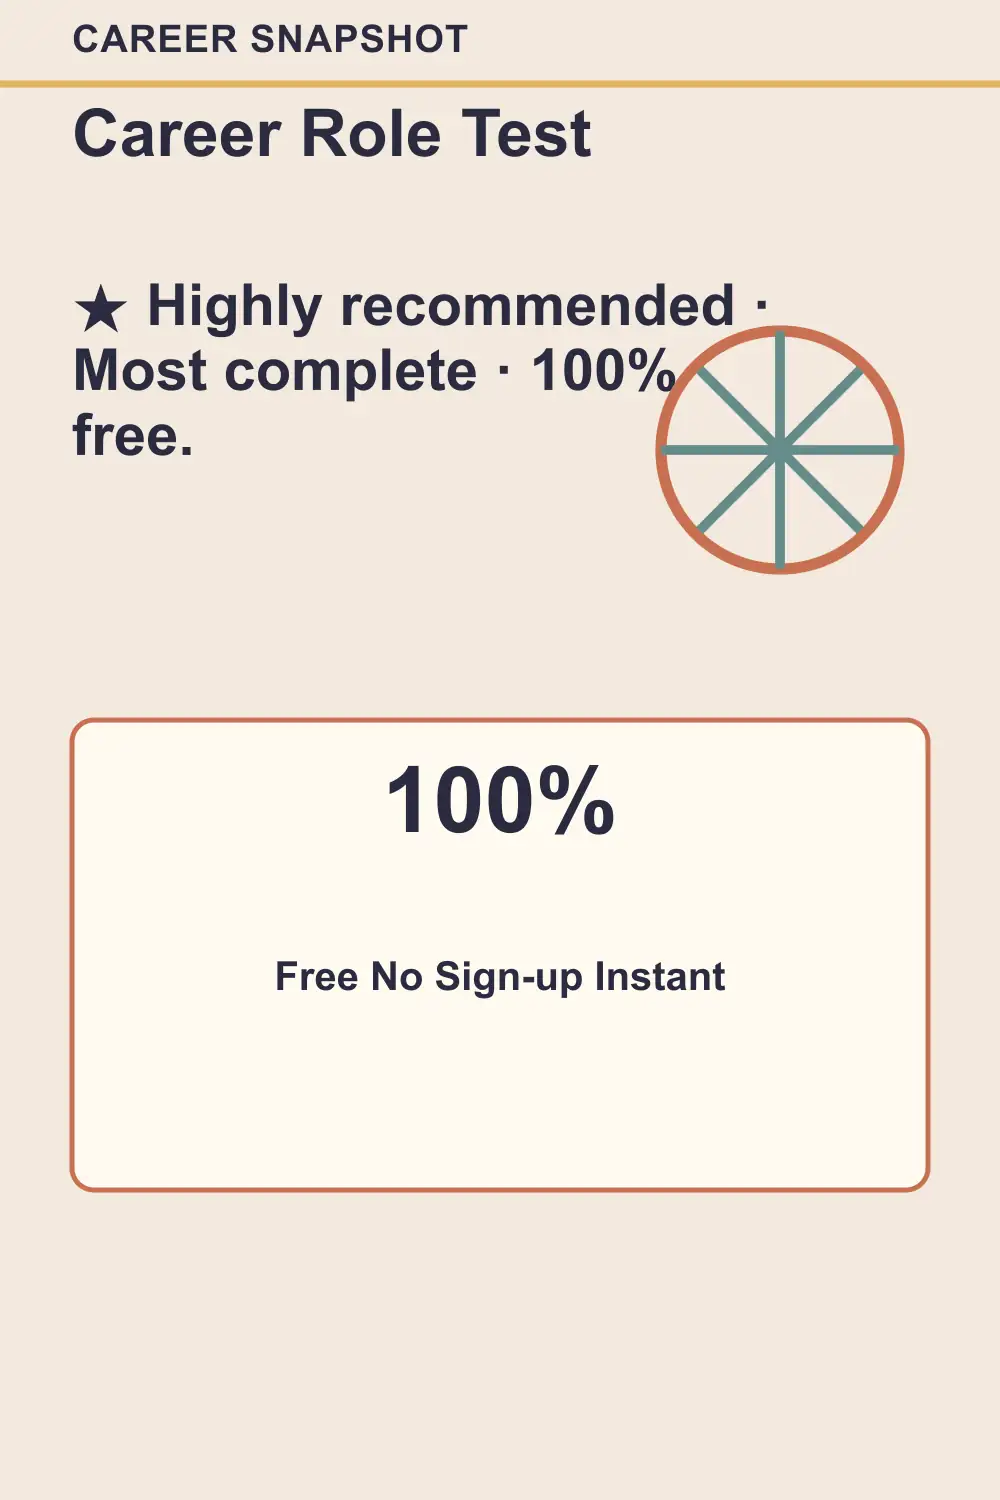 CAREER SNAPSHOT
Career Role Test
★ Highly recommended ·
Most complete · 100%
free.
100%
Free No Sign-up Instant